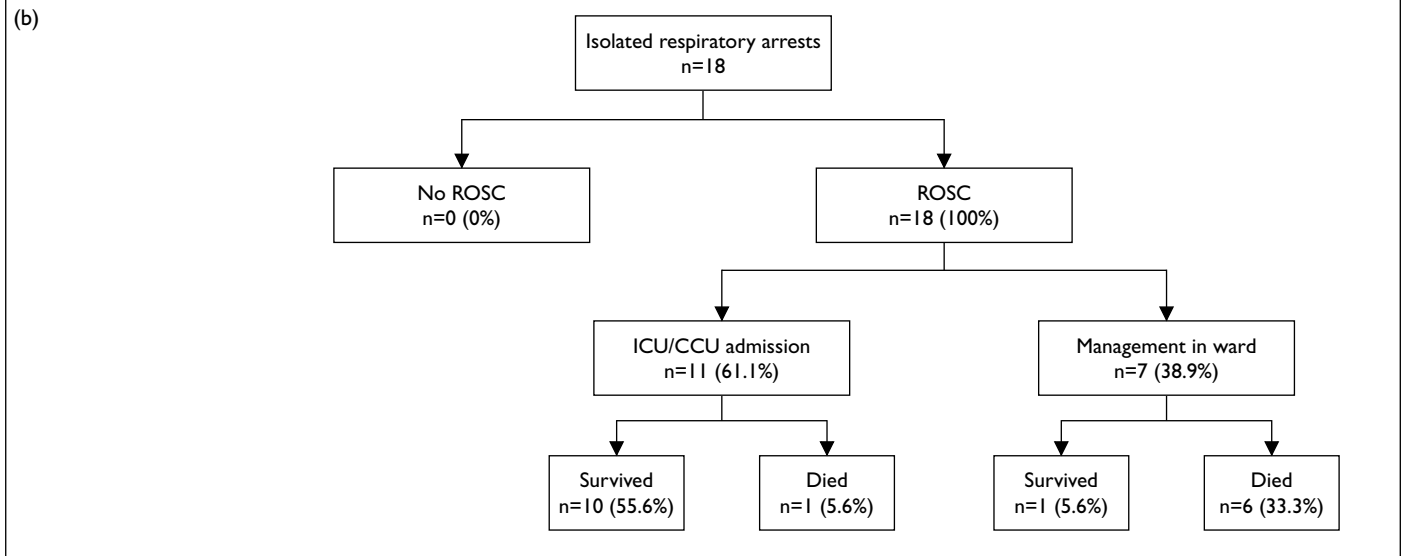 (b)
Isolated respiratory arrests
n=18
No ROSC
n=0 (0%)
ROSC
n=18 (100%)
ICU/CCU admission
n=11 (61.1%)
Management in ward
n=7 (38.9%)
Survived
n=10 (55.6%)
Died
n=1 (5.6%)
Survived
n=1 (5.6%)
Died
n=6 (33.3%)